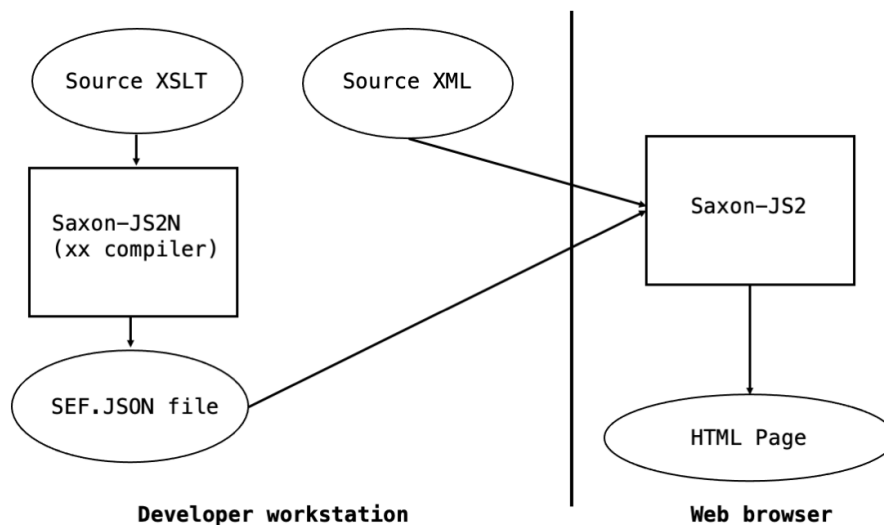 Source XSLT
Source XML
Saxon-JS2N
(xx compiler)
Saxon-JS2
SEF.JSON file
HTML Page
Developer workstation
Web browser